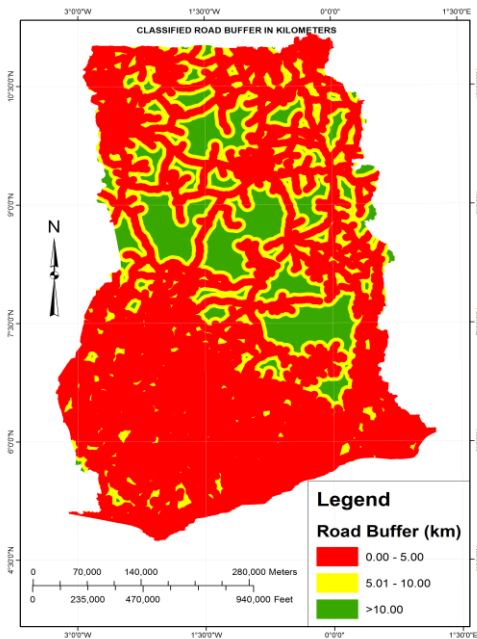 3°0'0"W 1°30'0"W 0°0'0" 1°30'0"E
CLASSIFIED ROAD BUFFER IN KILOMETERS
10°30'0"N
9°0'0"N
N
7°30'0"N
6°0'0"N
4°30'0"N
Legend
Road Buffer (km)
0.00 - 5.00
5.01 - 10.00
>10.00
0 70,000 140,000 280,000 Meters
0 235,000 470,000 940,000 Feet
3°0'0"W 1°30'0"W 0°0'0" 1°30'0"E